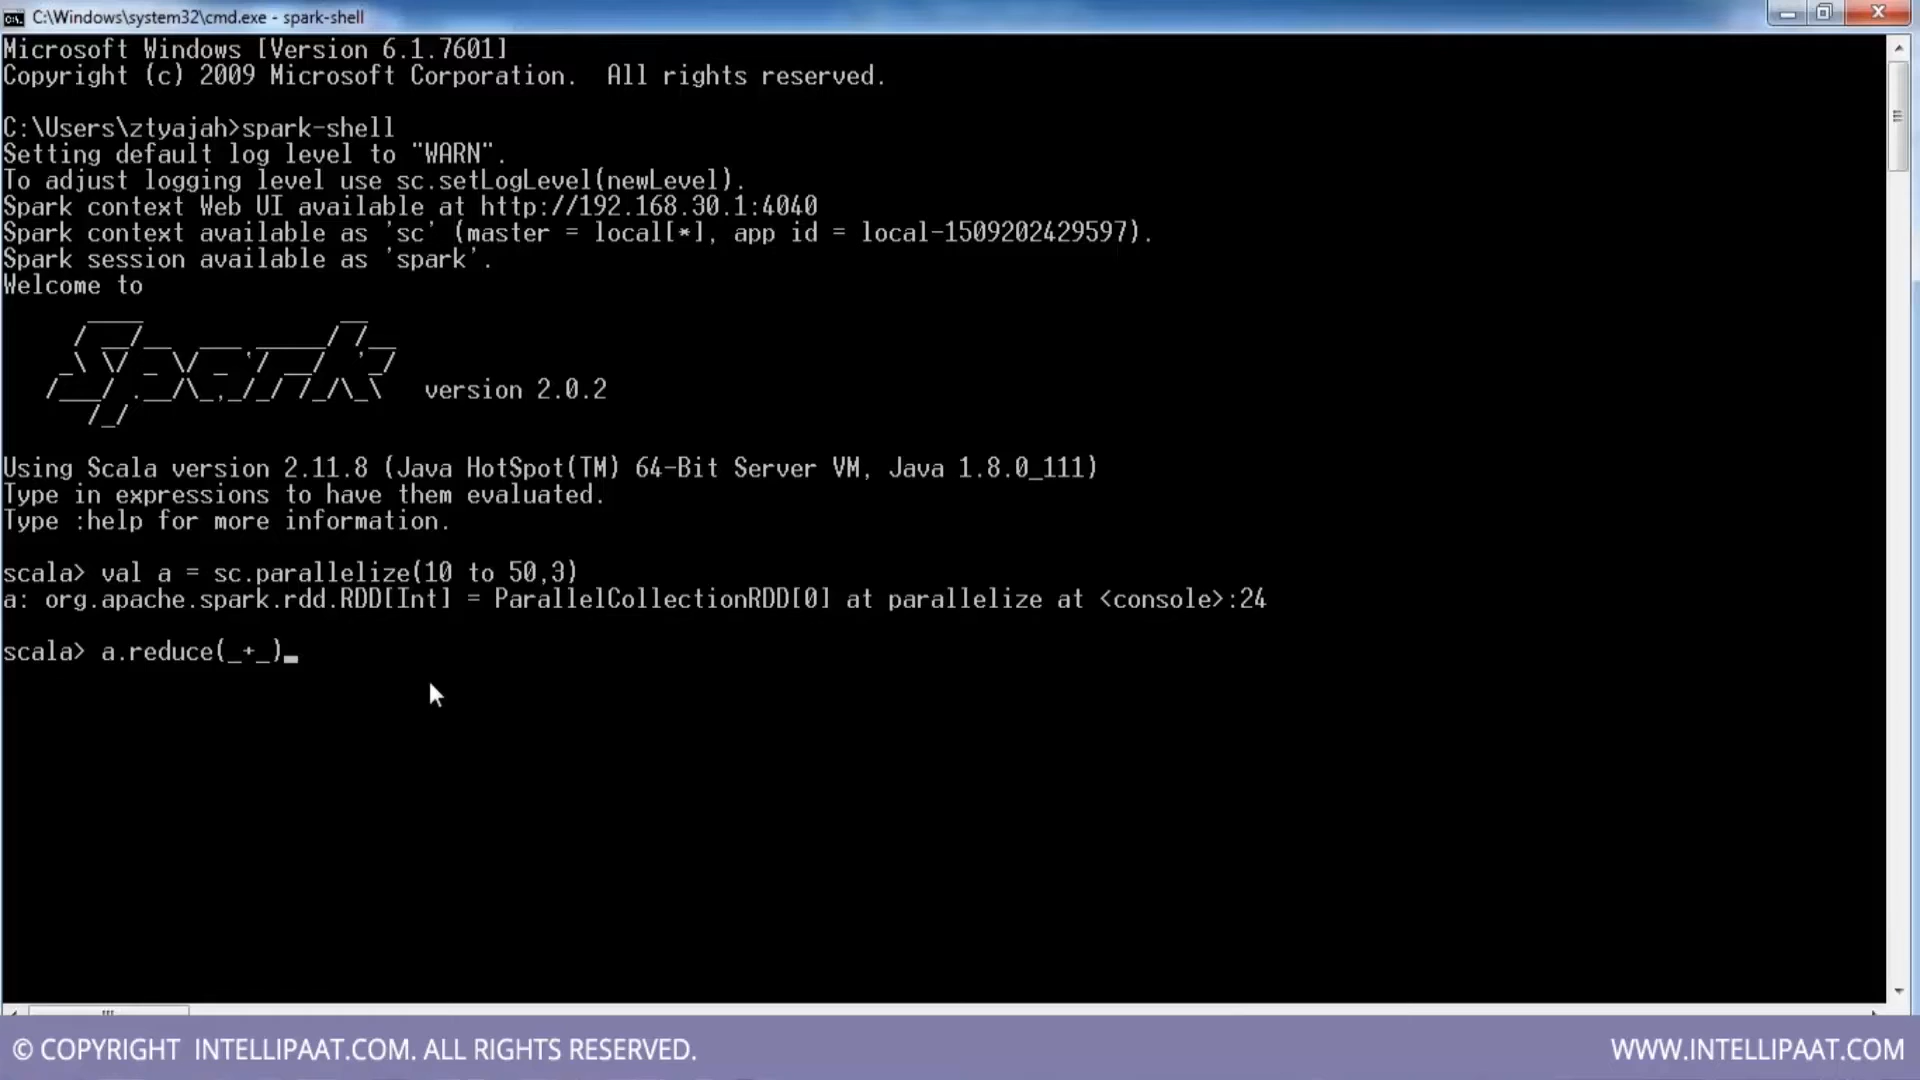 C:\Windows\system32\cmd.exe - spark-shell
Microsoft Windows [Version 6.1.7601]
Copyright (c) 2009 Microsoft Corporation.  All rights reserved.
C:\Users\ztyajah>spark-shell
Setting default log level to "WARN".
To adjust logging level use sc.setLogLevel(newLevel).
Spark context Web UI available at http://192.168.30.1:4040
Spark context available as 'sc' (master = local[*], app id = local-1509202429597).
Spark session available as 'spark'.
Welcome to
Spark version 2.0.2
Using Scala version 2.11.8 (Java HotSpot(TM) 64-Bit Server VM, Java 1.8.0_111)
Type in expressions to have them evaluated.
Type :help for more information.
scala> val a = sc.parallelize(10 to 50,3)
a: org.apache.spark.rdd.RDD[Int] = ParallelCollectionRDD[0] at parallelize at <console>:24
scala> a.reduce(_+_)
© COPYRIGHT  INTELLIPAAT.COM. ALL RIGHTS RESERVED.
WWW.INTELLIPAAT.COM